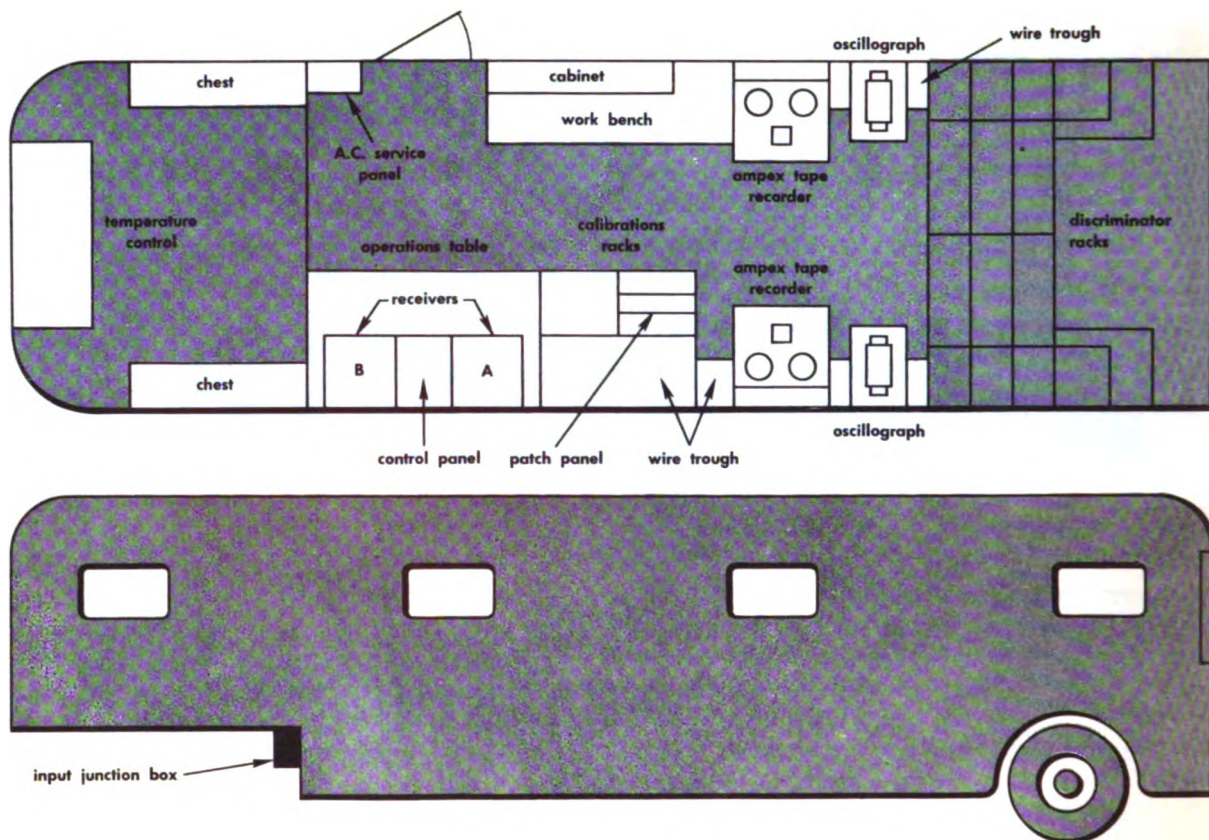 oscillograph
wire trough
chest
cabinet
work bench
A.C. service
panel
ampex tape
recorder
temperature
control
operations table
calibrations
racks
discriminator
racks
ampex tape
recorder
receivers
B
A
chest
control panel
patch panel
wire trough
oscillograph
input junction box